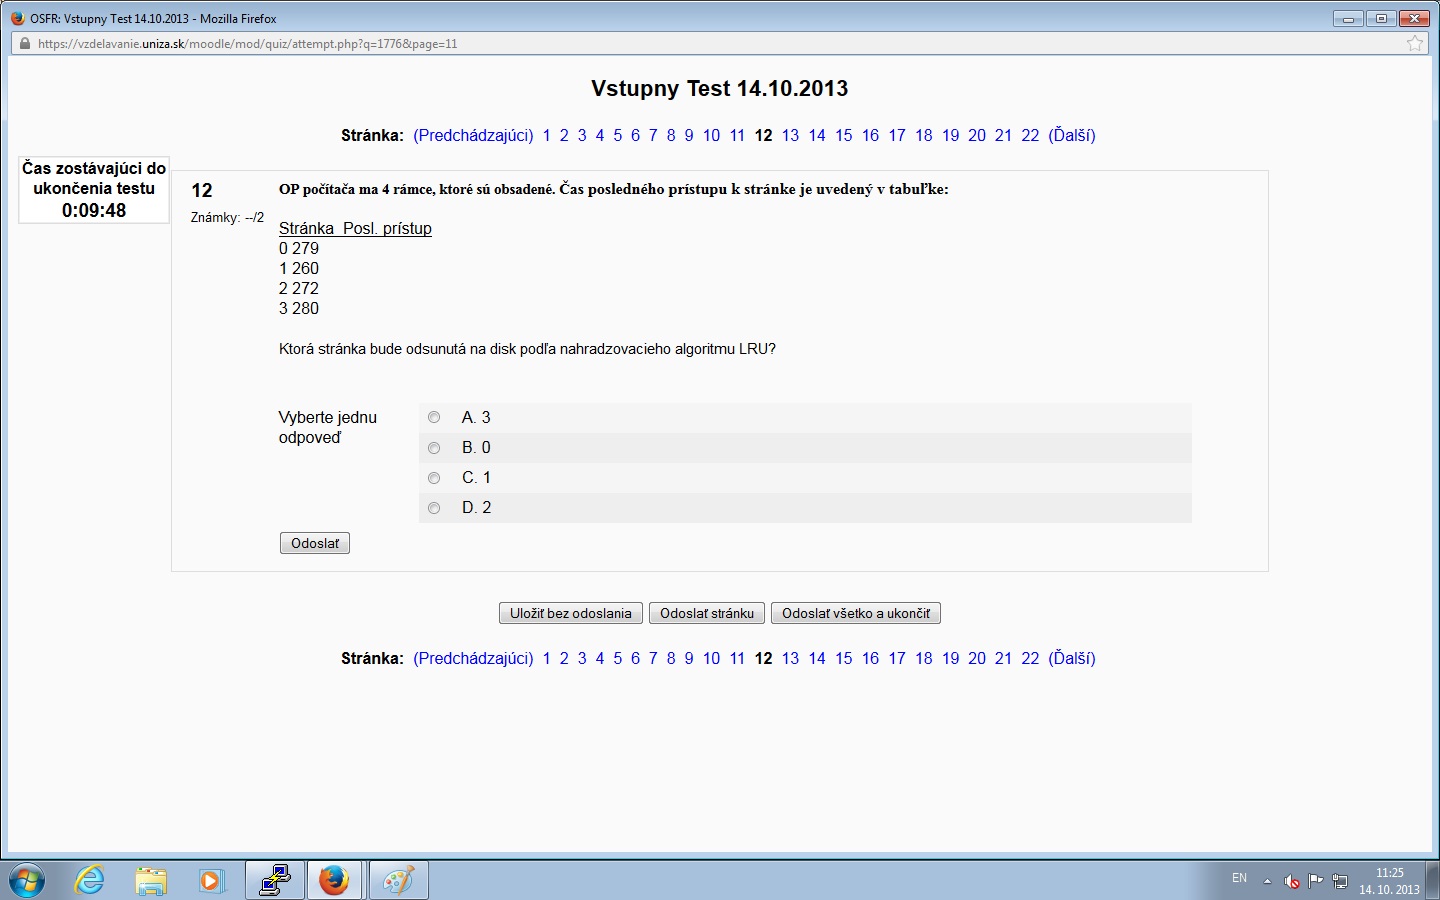 OSFR: Vstupny Test 14.10.2013 - Mozilla Firefox
https://vzdelavanie.uniza.sk/moodle/mod/quiz/attempt.php?q=1776&page=11
Vstupny Test 14.10.2013
Stránka: (Predchádzajúci) 1 2 3 4 5 6 7 8 9 10 11 12 13 14 15 16 17 18 19 20 21 22 (Ďalší)
Čas zostávajúci do
ukončenia testu
0:09:48
12
Známky: --/2
OP počítača ma 4 rámce, ktoré sú obsadené. Čas posledného prístupu k stránke je uvedený v tabuľke:
Stránka Posl. prístup
0 279
1 260
2 272
3 280
Ktorá stránka bude odsunutá na disk podľa nahradzovacieho algoritmu LRU?
Vyberte jednu
odpoveď
A. 3
B. 0
C. 1
D. 2
Odoslať
Uložiť bez odoslania Odoslať stránku Odoslať všetko a ukončiť
Stránka: (Predchádzajúci) 1 2 3 4 5 6 7 8 9 10 11 12 13 14 15 16 17 18 19 20 21 22 (Ďalší)
EN
11:25
14. 10. 2013